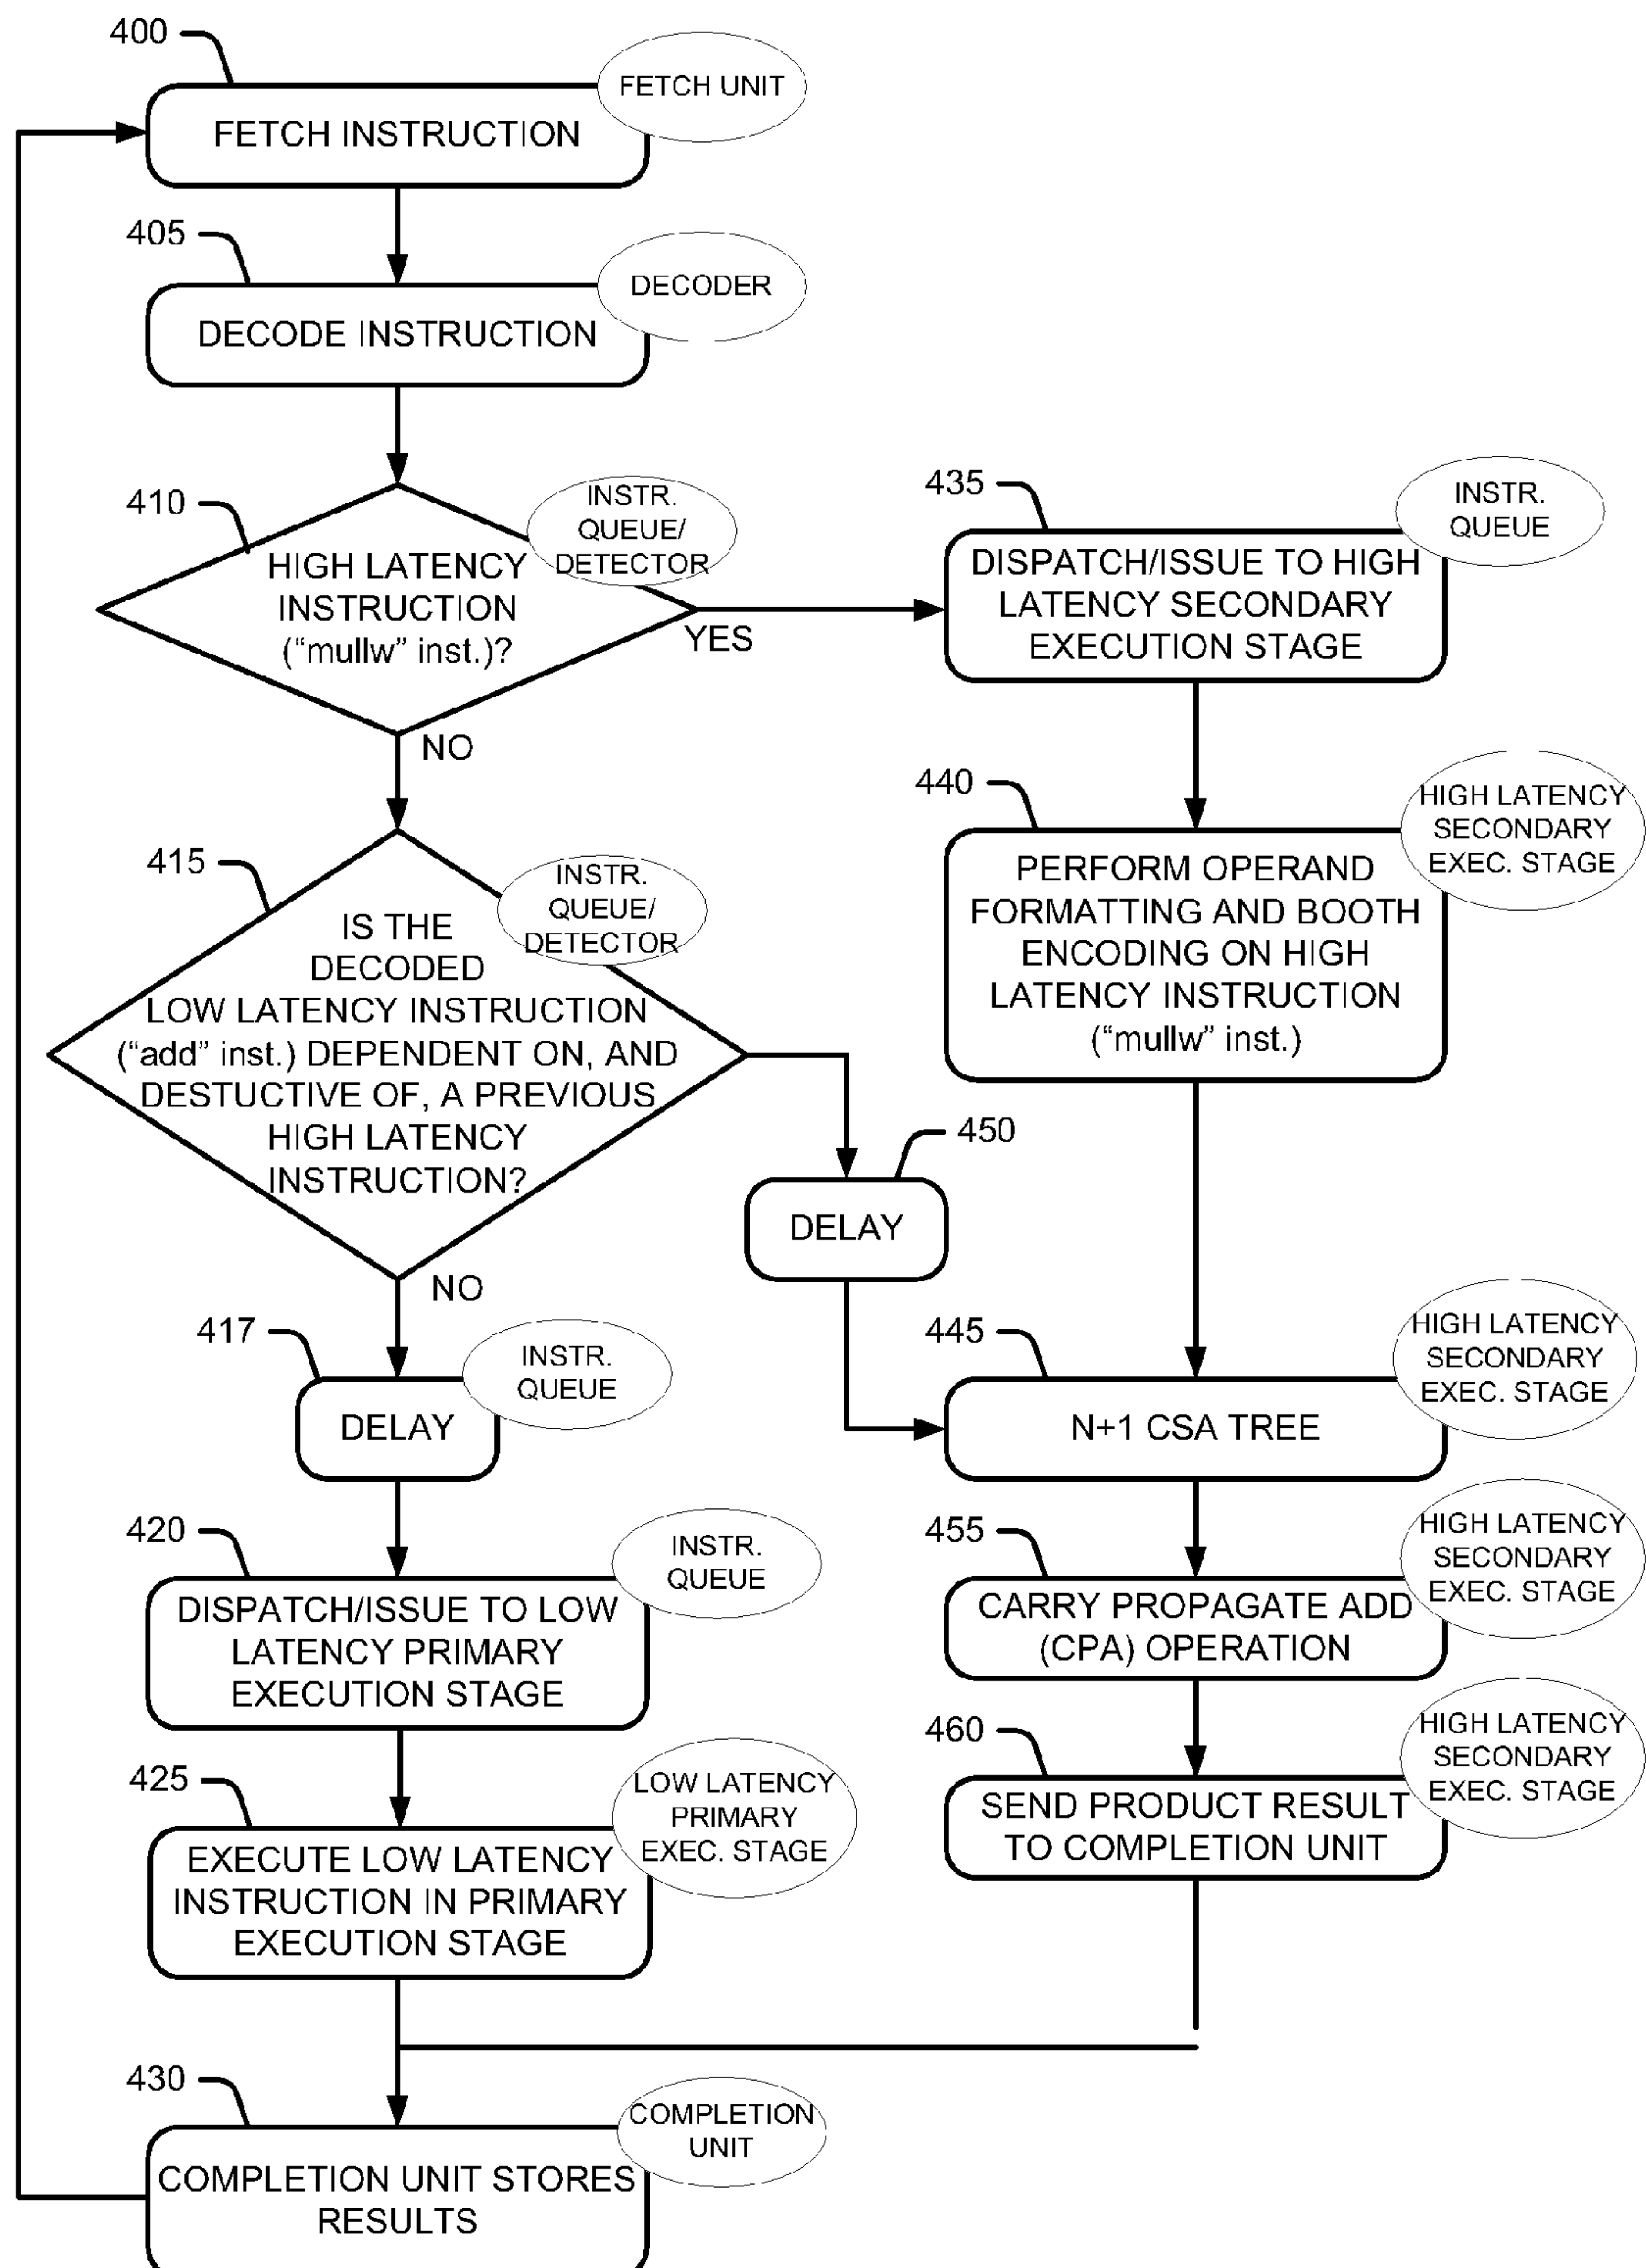 400
FETCH UNIT
FETCH INSTRUCTION
405
DECODER
DECODE INSTRUCTION
410
INSTR.
QUEUE/
DETECTOR
HIGH LATENCY
INSTRUCTION
(“mullw” inst.)?
YES
NO
435
INSTR.
QUEUE
DISPATCH/ISSUE TO HIGH
LATENCY SECONDARY
EXECUTION STAGE
440
HIGH LATENCY
SECONDARY
EXEC. STAGE
PERFORM OPERAND
FORMATTING AND BOOTH
ENCODING ON HIGH
LATENCY INSTRUCTION
(“mullw” inst.)
415
INSTR.
QUEUE/
DETECTOR
IS THE
DECODED
LOW LATENCY INSTRUCTION
(“add” inst.) DEPENDENT ON, AND
DESTUCTIVE OF, A PREVIOUS
HIGH LATENCY
INSTRUCTION?
NO
450
DELAY
417
INSTR.
QUEUE
DELAY
445
HIGH LATENCY
SECONDARY
EXEC. STAGE
N+1 CSA TREE
420
INSTR.
QUEUE
DISPATCH/ISSUE TO LOW
LATENCY PRIMARY
EXECUTION STAGE
455
HIGH LATENCY
SECONDARY
EXEC. STAGE
CARRY PROPAGATE ADD
(CPA) OPERATION
425
LOW LATENCY
PRIMARY
EXEC. STAGE
EXECUTE LOW LATENCY
INSTRUCTION IN PRIMARY
EXECUTION STAGE
460
HIGH LATENCY
SECONDARY
EXEC. STAGE
SEND PRODUCT RESULT
TO COMPLETION UNIT
430
COMPLETION
UNIT
COMPLETION UNIT STORES
RESULTS